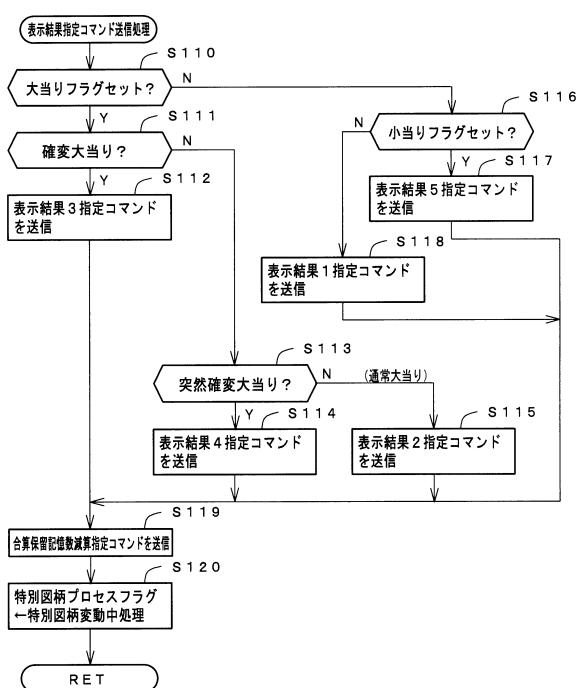 表示結果指定コマンド送信処理
S110
大当りフラグセット?
N
Y
S111
確変大当り?
N
Y
S112
表示結果3指定コマンド
を送信
S116
小当りフラグセット?
N
Y
S117
表示結果5指定コマンド
を送信
S118
表示結果1指定コマンド
を送信
S113
突然確変大当り?
N
(通常大当り)
Y
S114
表示結果4指定コマンド
を送信
S115
表示結果2指定コマンド
を送信
S119
合算保留記憶数減算指定コマンドを送信
S120
特別図柄プロセスフラグ
←特別図柄変動中処理
RET